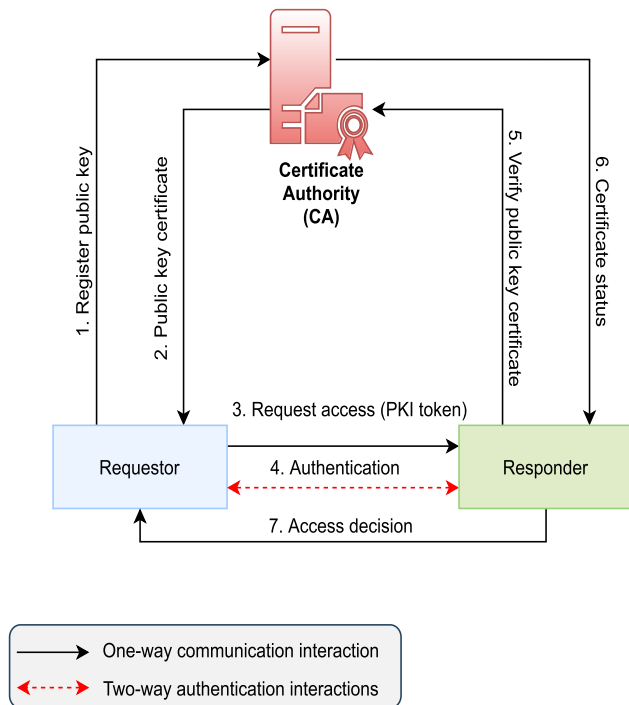 1. Register public key
2. Public key certificate
Certificate
Authority
(CA)
5. Verify public key certificate
6. Certificate status
3. Request access (PKI token)
Requestor
4. Authentication
Responder
7. Access decision
One-way communication interaction
Two-way authentication interactions